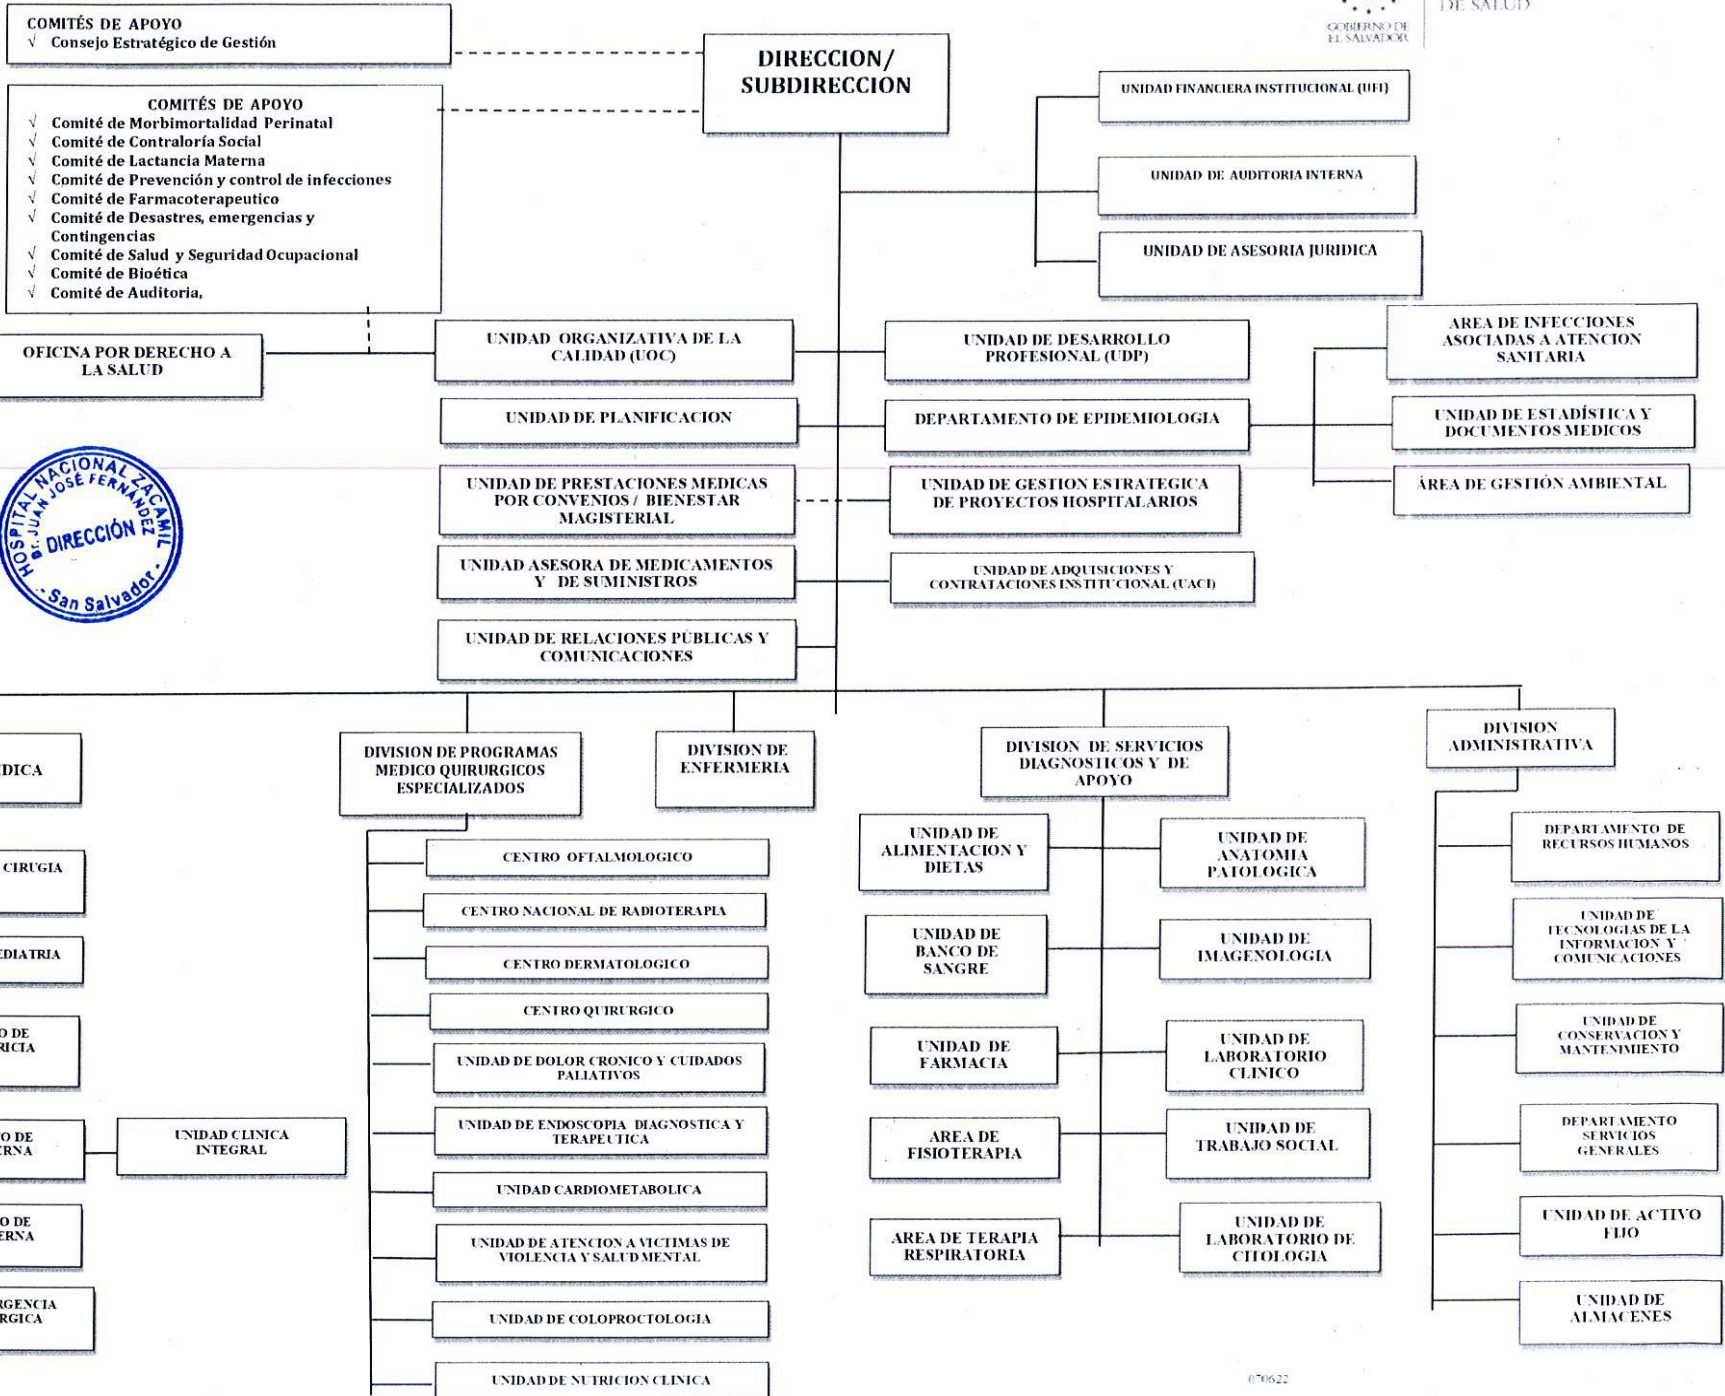 DE SALUD
GOBIERNO DE
EL SALVADOR
COMITÉS DE APOYO
√ Consejo Estratégico de Gestión
DIRECCION/
SUBDIRECCION
COMITÉS DE APOYO
√ Comité de Morbimortalidad Perinatal
√ Comité de Contraloría Social
√ Comité de Lactancia Materna
√ Comité de Prevención y control de infecciones
√ Comité de Farmacoterapeutico
√ Comité de Desastres, emergencias y
Contingencias
√ Comité de Salud y Seguridad Ocupacional
√ Comité de Bioética
√ Comité de Auditoria,
UNIDAD FINANCIERA INSTITUCIONAL (UFI)
UNIDAD DE AUDITORIA INTERNA
UNIDAD DE ASESORIA JURIDICA
OFICINA POR DERECHO A
LA SALUD
UNIDAD ORGANIZATIVA DE LA
CALIDAD (UOC)
UNIDAD DE DESARROLLO
PROFESIONAL (UDP)
AREA DE INFECCIONES
ASOCIADAS A ATENCION
SANITARIA
UNIDAD DE PLANIFICACION
DEPARTAMENTO DE EPIDEMIOLOGIA
UNIDAD DE ESTADÍSTICA Y
DOCUMENTOS MEDICOS
UNIDAD DE PRESTACIONES MEDICAS
POR CONVENIOS / BIENESTAR
MAGISTERIAL
UNIDAD DE GESTION ESTRATEGICA
DE PROYECTOS HOSPITALARIOS
ÁREA DE GESTIÓN AMBIENTAL
HOSPITAL NACIONAL ZACAMIL
Dr. JUAN JOSÉ FERNÁNDEZ
DIRECCIÓN
- San Salvador -
UNIDAD ASESORA DE MEDICAMENTOS
Y DE SUMINISTROS
UNIDAD DE ADQUISICIONES Y
CONTRATACIONES INSTITUCIONAL (UACI)
UNIDAD DE RELACIONES PÚBLICAS Y
COMUNICACIONES
DICA
DIVISION DE PROGRAMAS
MEDICO QUIRURGICOS
ESPECIALIZADOS
DIVISION DE
ENFERMERIA
DIVISION DE SERVICIOS
DIAGNOSTICOS Y DE
APOYO
DIVISION
ADMINISTRATIVA
CIRUGIA
EDIATRIA
O DE
RICIA
O DE
ERNA
UNIDAD CLINICA
INTEGRAL
O DE
ERNA
RGENCIA
RGICA
CENTRO OFTALMOLOGICO
CENTRO NACIONAL DE RADIOTERAPIA
CENTRO DERMATOLOGICO
CENTRO QUIRURGICO
UNIDAD DE DOLOR CRONICO Y CUIDADOS
PALIATIVOS
UNIDAD DE ENDOSCOPIA DIAGNOSTICA Y
TERAPEUTICA
UNIDAD CARDIOMETABOLICA
UNIDAD DE ATENCION A VICTIMAS DE
VIOLENCIA Y SALUD MENTAL
UNIDAD DE COLOPROCTOLOGIA
UNIDAD DE NUTRICION CLINICA
UNIDAD DE
ALIMENTACION Y
DIETAS
UNIDAD DE
ANATOMIA
PATOLOGICA
UNIDAD DE
BANCO DE
SANGRE
UNIDAD DE
IMAGENOLOGIA
UNIDAD DE
FARMACIA
UNIDAD DE
LABORATORIO
CLINICO
AREA DE
FISIOTERAPIA
UNIDAD DE
TRABAJO SOCIAL
AREA DE TERAPIA
RESPIRATORIA
UNIDAD DE
LABORATORIO DE
CITOLOGIA
DEPARTAMENTO DE
RECURSOS HUMANOS
UNIDAD DE
TECNOLOGIAS DE LA
INFORMACION Y
COMUNICACIONES
UNIDAD DE
CONSERVACION Y
MANTENIMIENTO
DEPARTAMENTO
SERVICIOS
GENERALES
UNIDAD DE ACTIVO
FIJO
UNIDAD DE
ALMACENES
070622